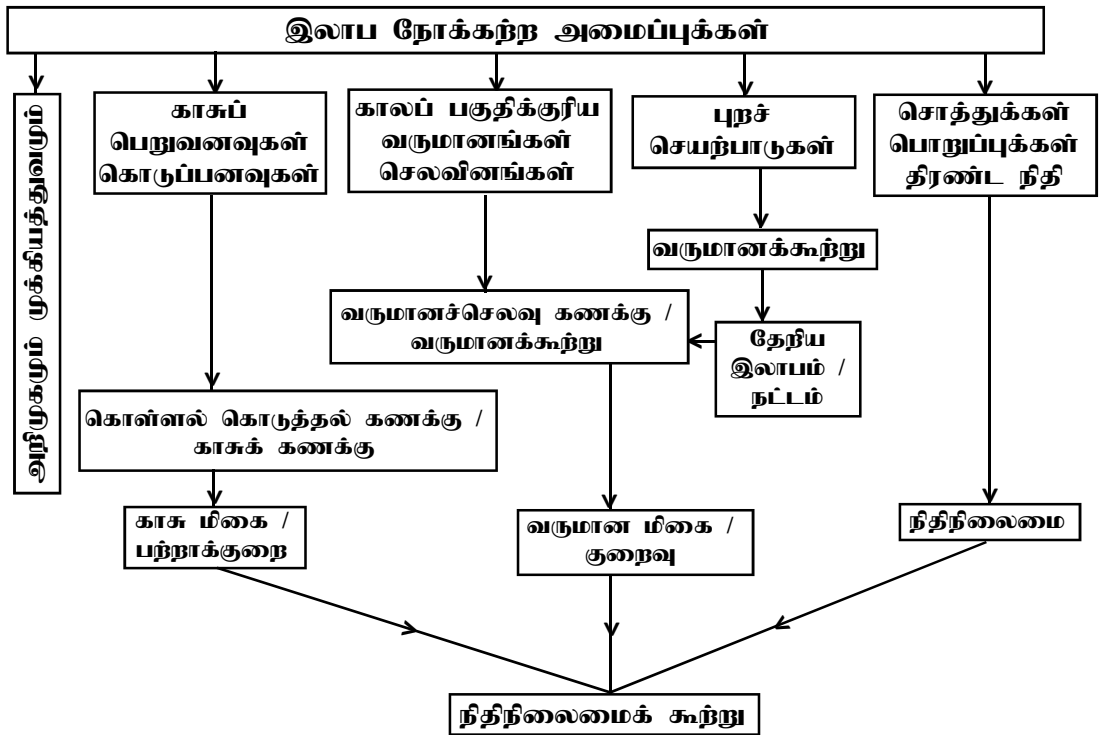 இலாப நோக்கற்ற அமைப்புக்கள்
அறிமுகமும் முக்கியத்துவமும்
காசுப்
பெறுவனவுகள்
கொடுப்பனவுகள்
காலப் பகுதிக்குரிய
வருமானங்கள்
செலவினங்கள்
புறச்
செயற்பாடுகள்
சொத்துக்கள்
பொறுப்புக்கள்
திரண்ட நிதி
வருமானக்கூற்று
வருமானச்செலவு கணக்கு /
வருமானக்கூற்று
தேறிய
இலாபம் /
நட்டம்
கொள்ளல் கொடுத்தல் கணக்கு /
காசுக் கணக்கு
காசு மிகை /
பற்றாக்குறை
வருமான மிகை /
குறைவு
நிதிநிலைமை
நிதிநிலைமைக் கூற்று